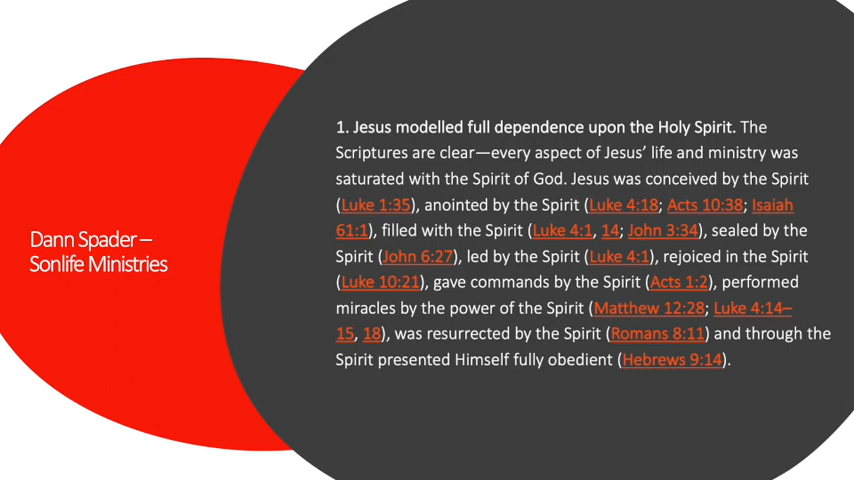 Dann Spader –
Sonlife Ministries
1. Jesus modelled full dependence upon the Holy Spirit. The
Scriptures are clear—every aspect of Jesus’ life and ministry was
saturated with the Spirit of God. Jesus was conceived by the Spirit
(Luke 1:35), anointed by the Spirit (Luke 4:18; Acts 10:38; Isaiah
61:1), filled with the Spirit (Luke 4:1, 14; John 3:34), sealed by the
Spirit (John 6:27), led by the Spirit (Luke 4:1), rejoiced in the Spirit
(Luke 10:21), gave commands by the Spirit (Acts 1:2), performed
miracles by the power of the Spirit (Matthew 12:28; Luke 4:14–
15, 18), was resurrected by the Spirit (Romans 8:11) and through the
Spirit presented Himself fully obedient (Hebrews 9:14).